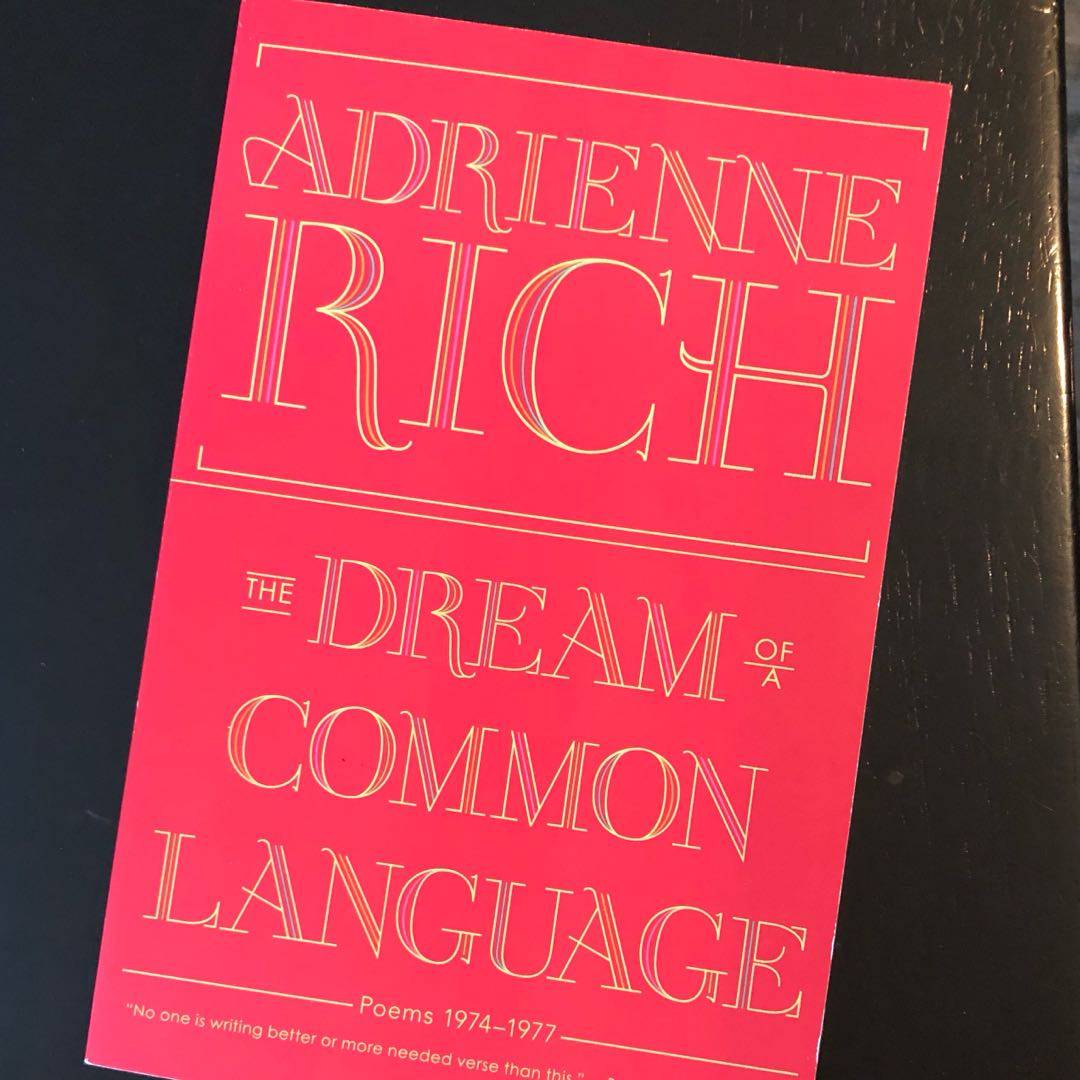 ADRIENNE
RICH
THE DREAM OF A
COMMON
LANGUAGE
Poems 1974–1977
“No one is writing better or more needed verse than this.”